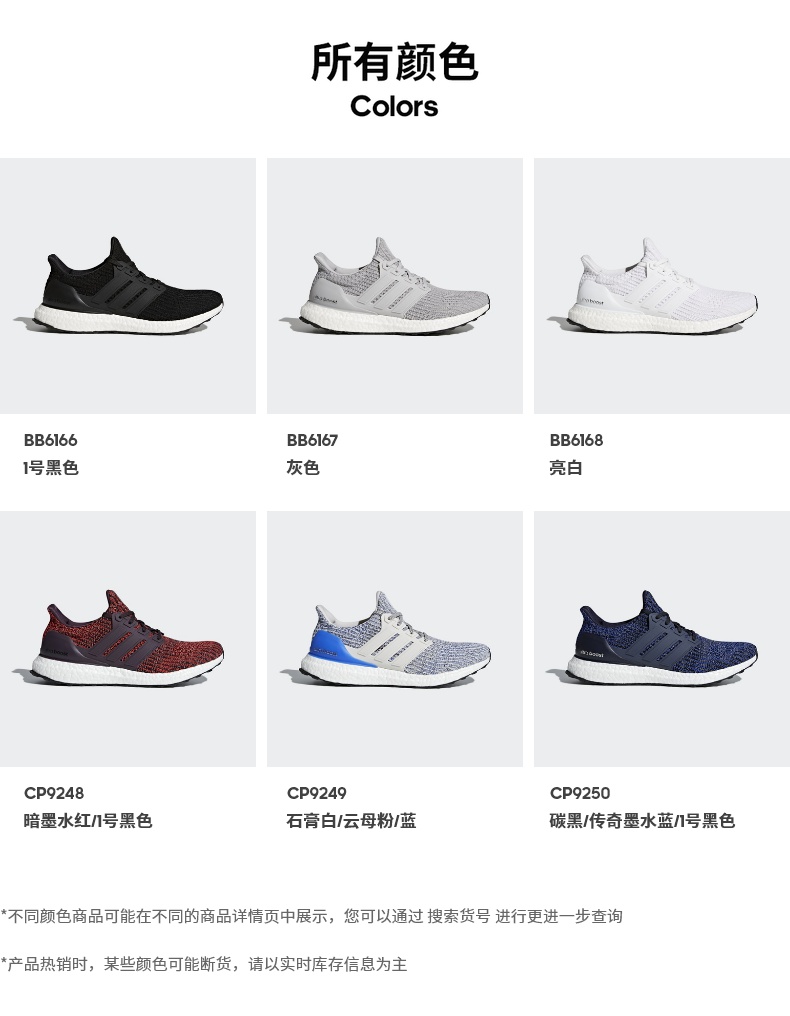 所有颜色
Colors
BB6166
BB6167
BB6168
1号黑色
灰色
亮白
CP9248
CP9249
CP9250
暗墨水红/1号黑色
石膏白/云母粉/蓝
碳黑/传奇墨水蓝/1号黑色
*不同颜色商品可能在不同的商品详情页中展示，您可以通过 搜索货号 进行更进一步查询
*产品热销时，某些颜色可能断货，请以实时库存信息为主